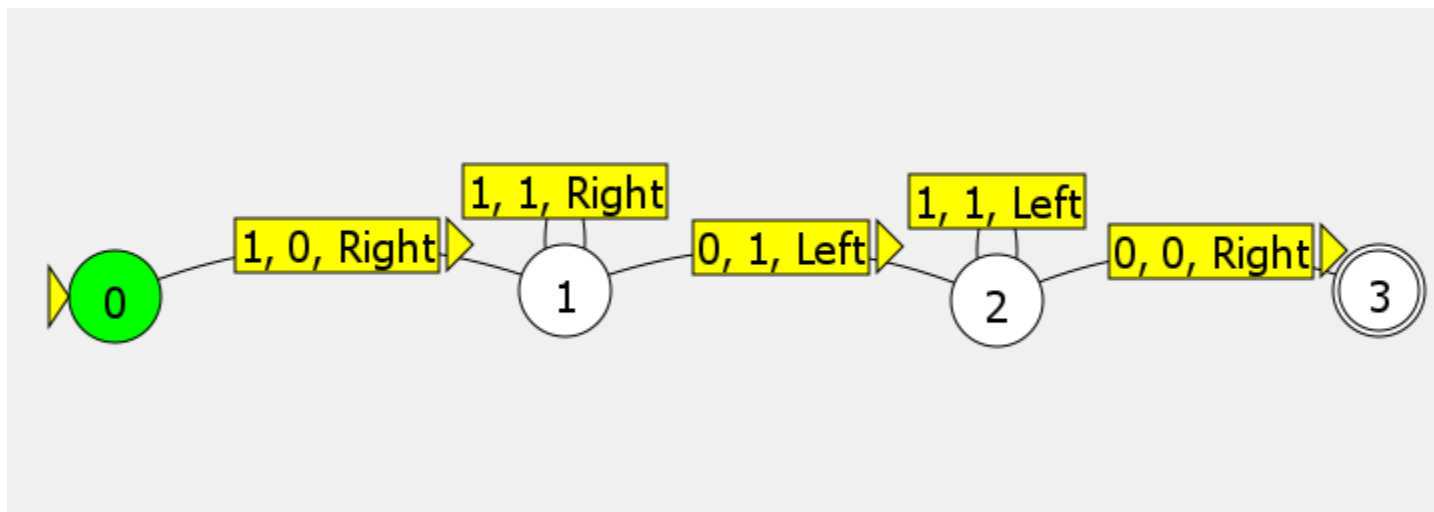 1, 1, Right
1, 1, Left
1, 0, Right
0, 1, Left
0, 0, Right
0
1
2
3